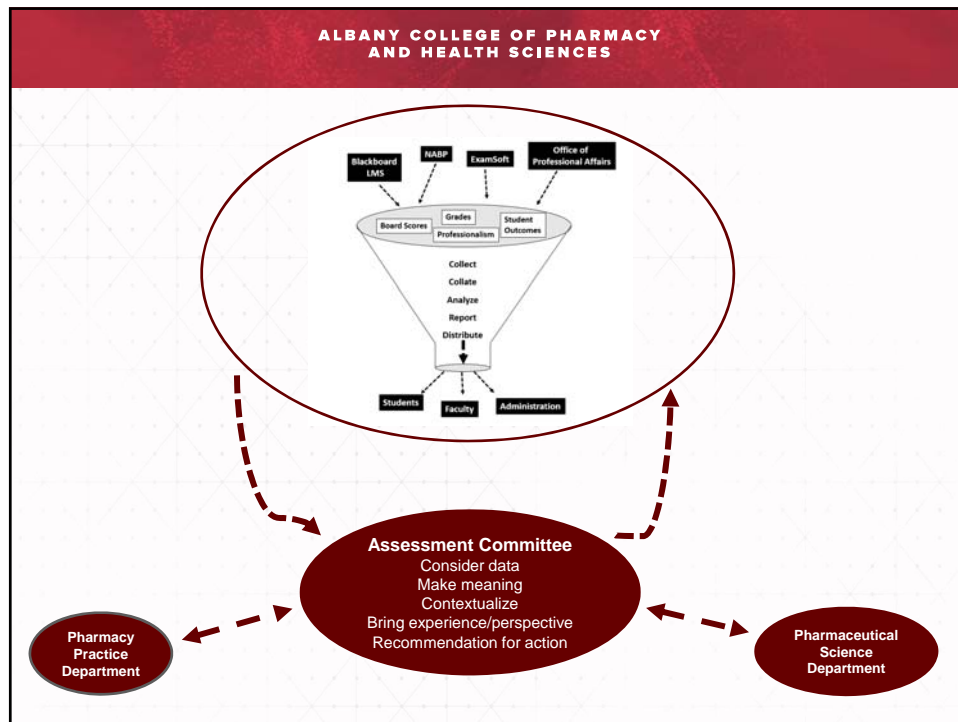 ALBANY COLLEGE OF PHARMACY
AND HEALTH SCIENCES
Blackboard
LMS
NABP
ExamSoft
Office of
Professional Affairs
Board Scores
Grades
Professionalism
Student
Outcomes
Collect
Collate
Analyze
Report
Distribute
Students
Faculty
Administration
Assessment Committee
Consider data
Make meaning
Contextualize
Bring experience/perspective
Recommendation for action
Pharmacy
Practice
Department
Pharmaceutical
Science
Department